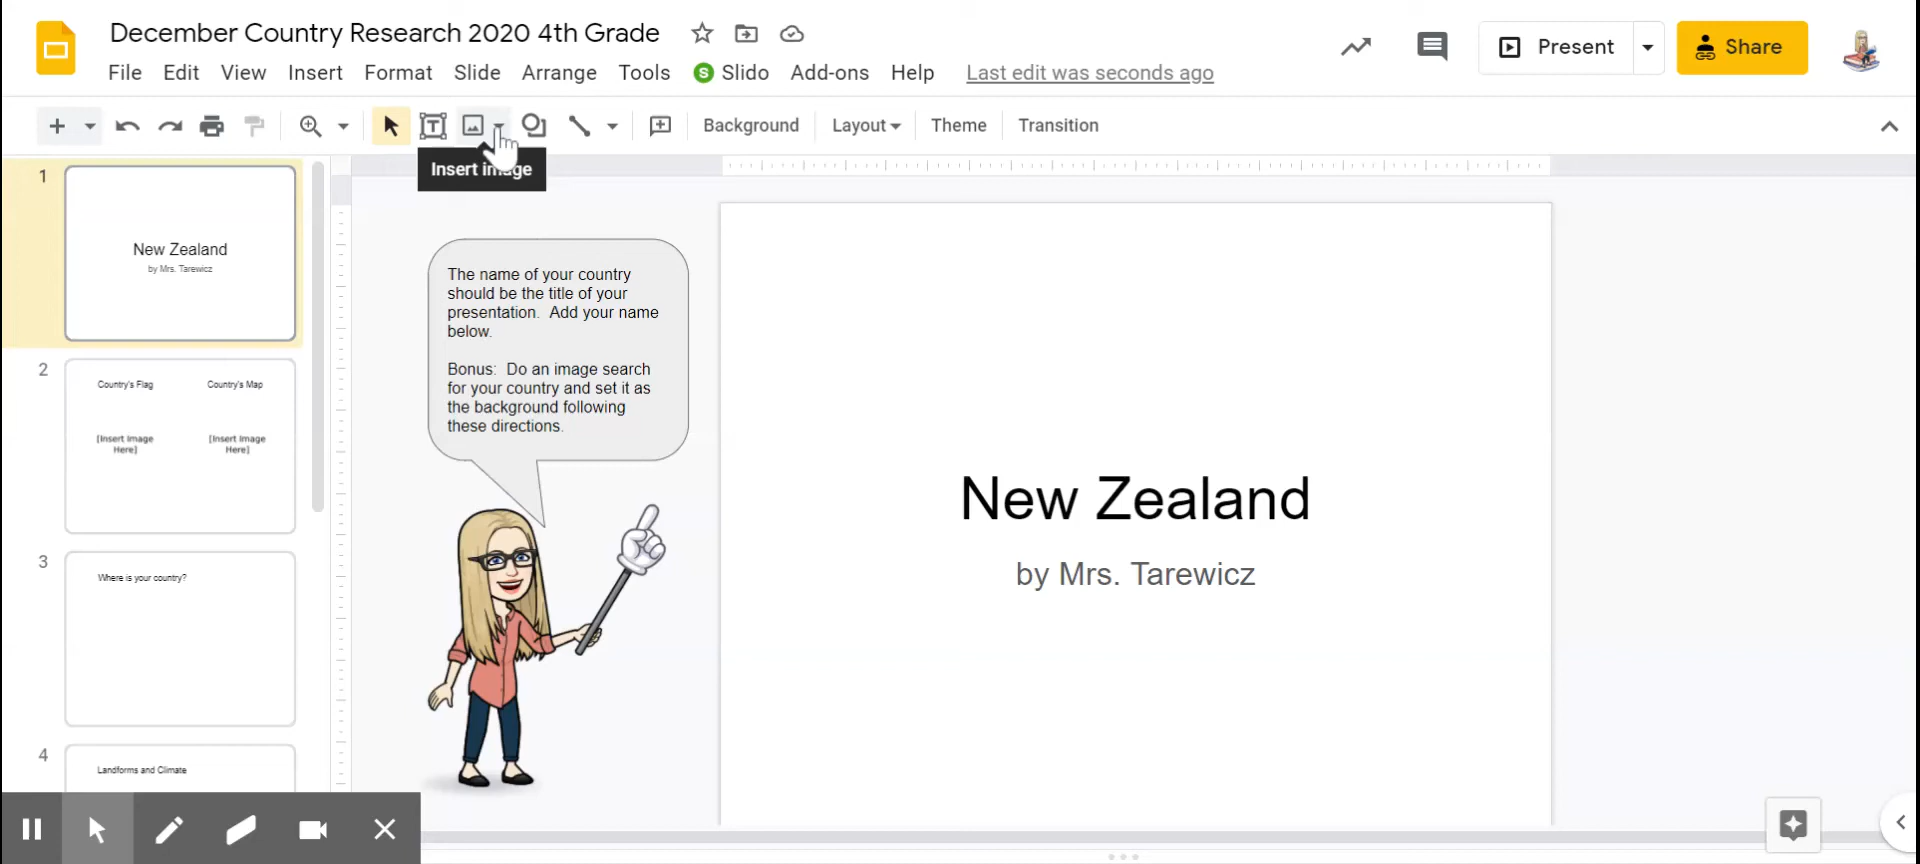 December Country Research 2020 4th Grade
File Edit View Insert Format Slide Arrange Tools S Slido Add-ons Help Last edit was seconds ago
Present
Share
Background Layout Theme Transition
Insert image
1
New Zealand
by Mrs. Tarewicz
2
Country's Flag Country's Map
[Insert Image [Insert Image
Here] Here]
3
Where is your country?
4
Landforms and Climate
The name of your country
should be the title of your
presentation. Add your name
below.
Bonus: Do an image search
for your country and set it as
the background following
these directions.
New Zealand
by Mrs. Tarewicz